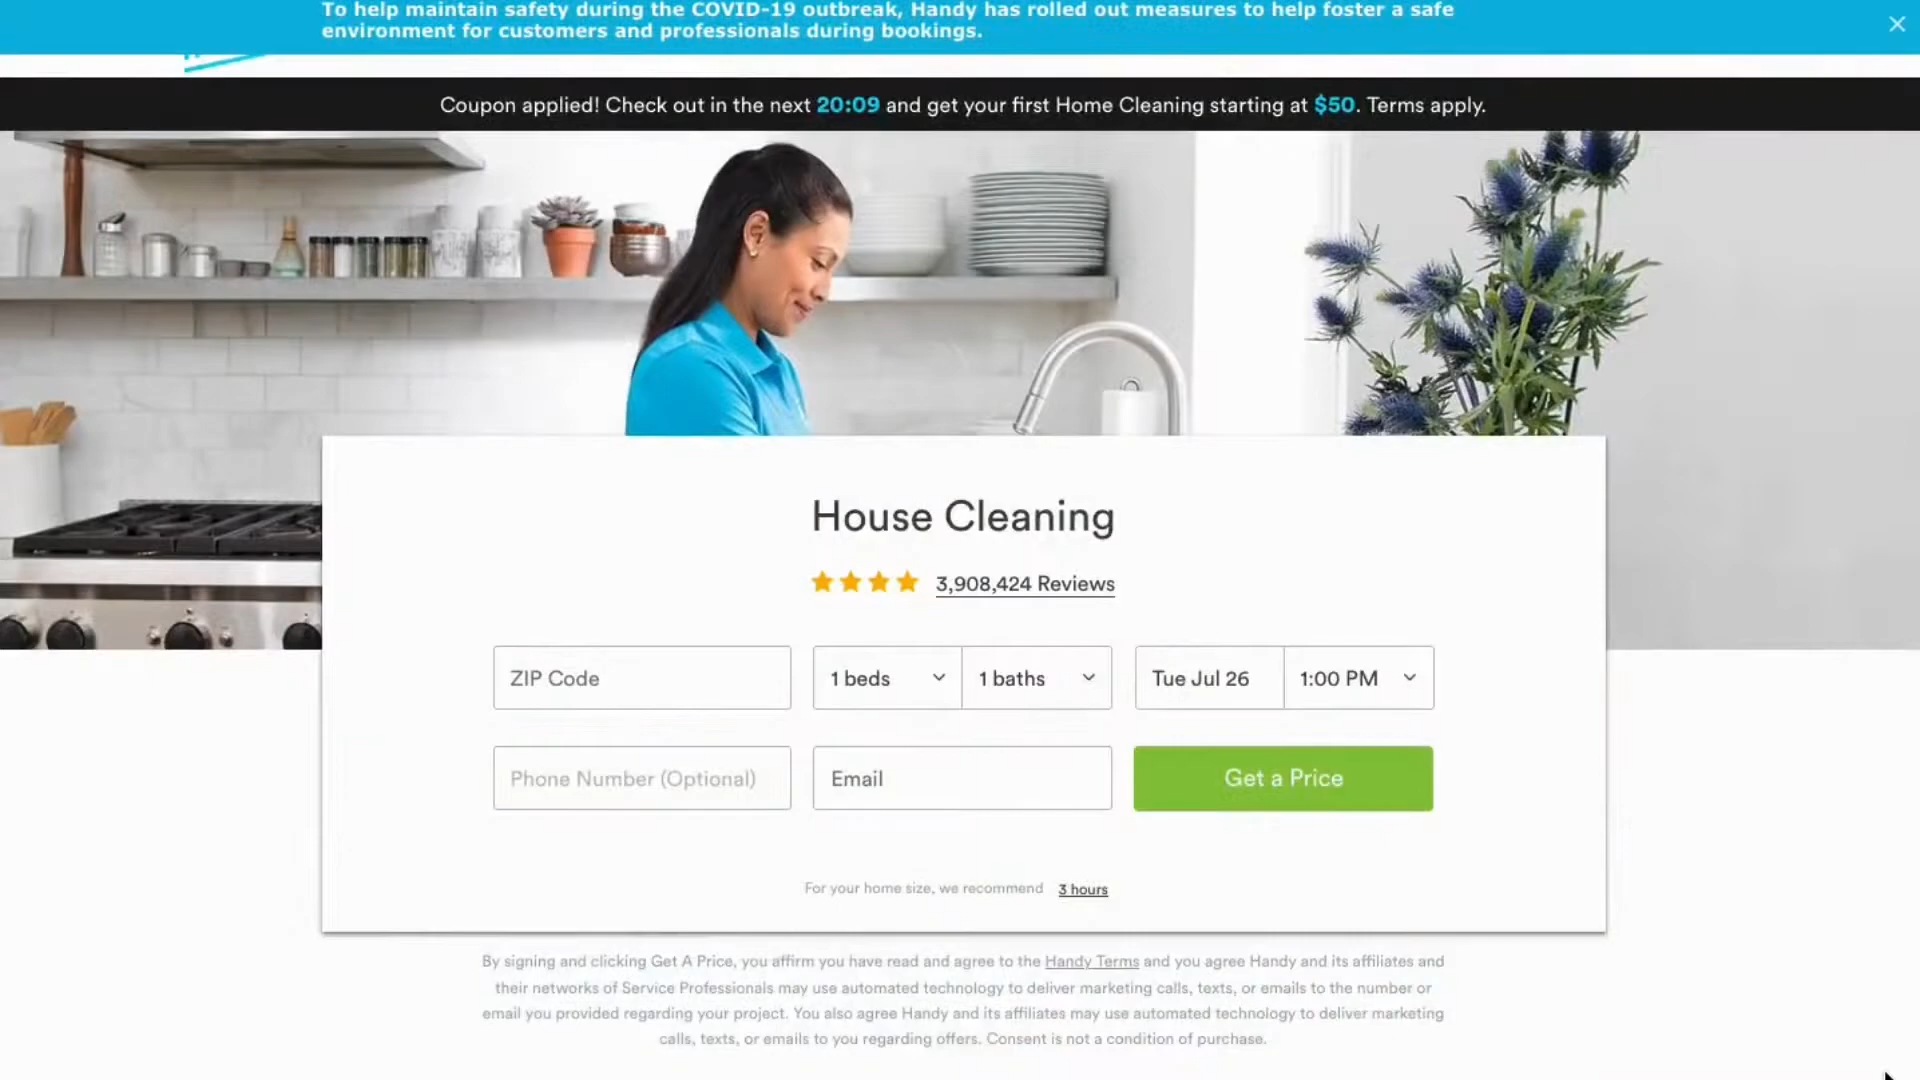 To help maintain safety during the COVID-19 outbreak, Handy has rolled out measures to help foster a safe
environment for customers and professionals during bookings.
Coupon applied! Check out in the next 20:09 and get your first Home Cleaning starting at $50. Terms apply.
House Cleaning
3,908,424 Reviews
ZIP Code
1 beds
1 baths
Tue Jul 26
1:00 PM
Phone Number (Optional)
Email
Get a Price
For your home size, we recommend 3 hours
By signing and clicking Get A Price, you affirm you have read and agree to the Handy Terms and you agree Handy and its affiliates and
their networks of Service Professionals may use automated technology to deliver marketing calls, texts, or emails to the number or
email you provided regarding your project. You also agree Handy and its affiliates may use automated technology to deliver marketing
calls, texts, or emails to you regarding offers. Consent is not a condition of purchase.